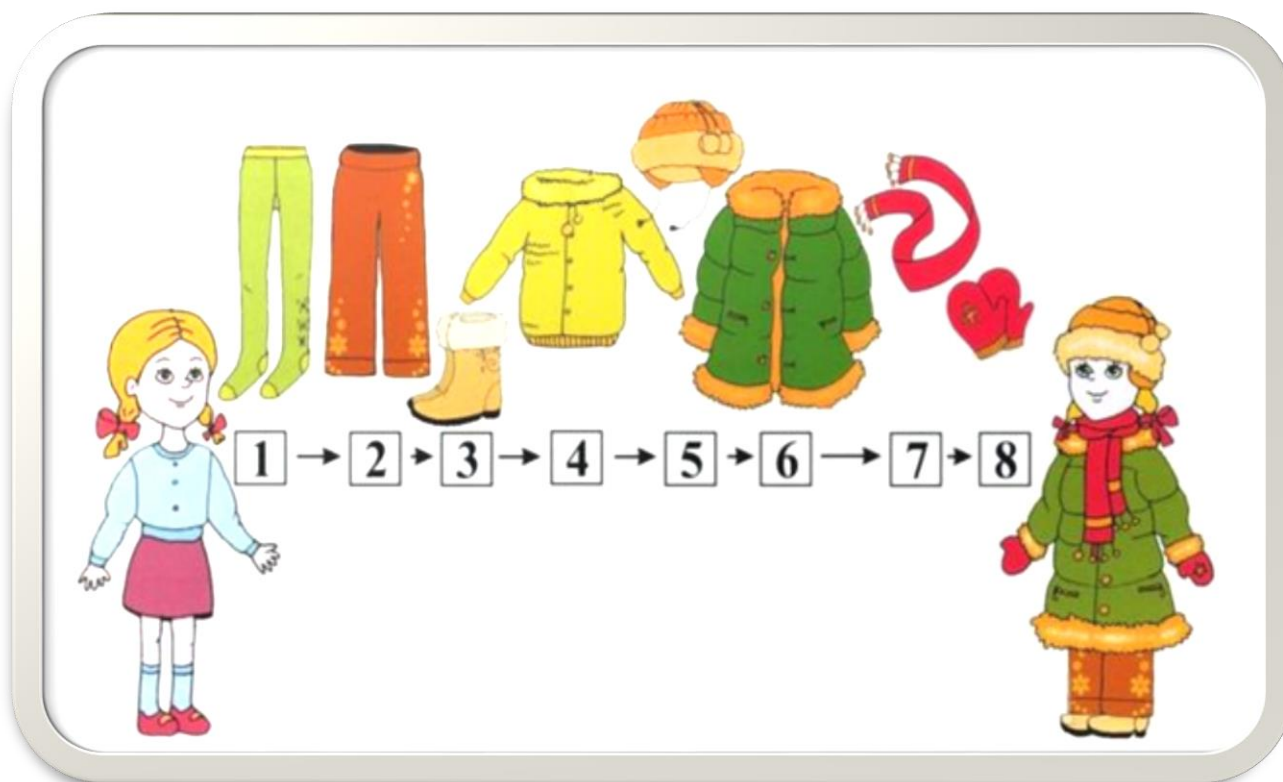 1 → 2 → 3 → 4 → 5 → 6 → 7 → 8